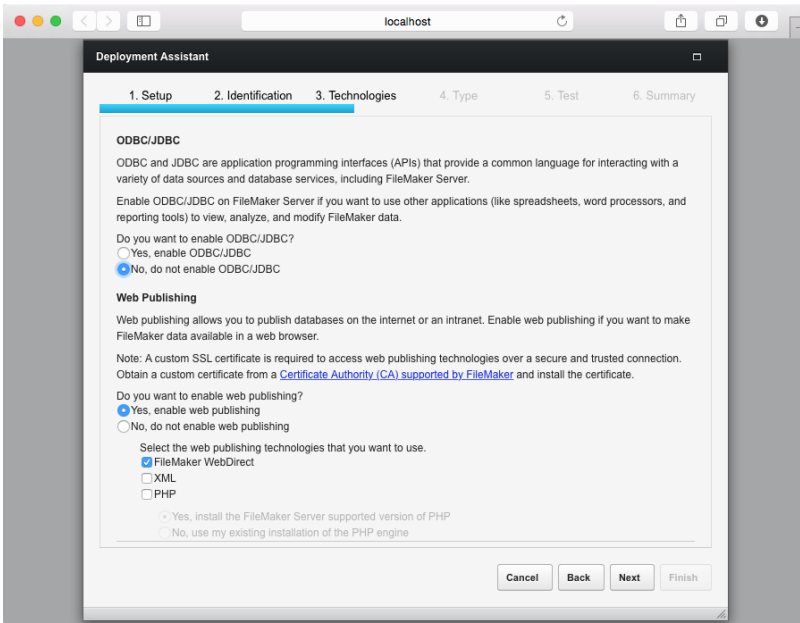 localhost
Deployment Assistant
1. Setup 2. Identification 3. Technologies 4. Type 5. Test 6. Summary
ODBC/JDBC
ODBC and JDBC are application programming interfaces (APIs) that provide a common language for interacting with a
variety of data sources and database services, including FileMaker Server.
Enable ODBC/JDBC on FileMaker Server if you want to use other applications (like spreadsheets, word processors, and
reporting tools) to view, analyze, and modify FileMaker data.
Do you want to enable ODBC/JDBC?
Yes, enable ODBC/JDBC
No, do not enable ODBC/JDBC
Web Publishing
Web publishing allows you to publish databases on the internet or an intranet. Enable web publishing if you want to make
FileMaker data available in a web browser.
Note: A custom SSL certificate is required to access web publishing technologies over a secure and trusted connection.
Obtain a custom certificate from a Certificate Authority (CA) supported by FileMaker and install the certificate.
Do you want to enable web publishing?
Yes, enable web publishing
No, do not enable web publishing
Select the web publishing technologies that you want to use.
FileMaker WebDirect
XML
PHP
Yes, install the FileMaker Server supported version of PHP
No, use my existing installation of the PHP engine
Cancel Back Next Finish